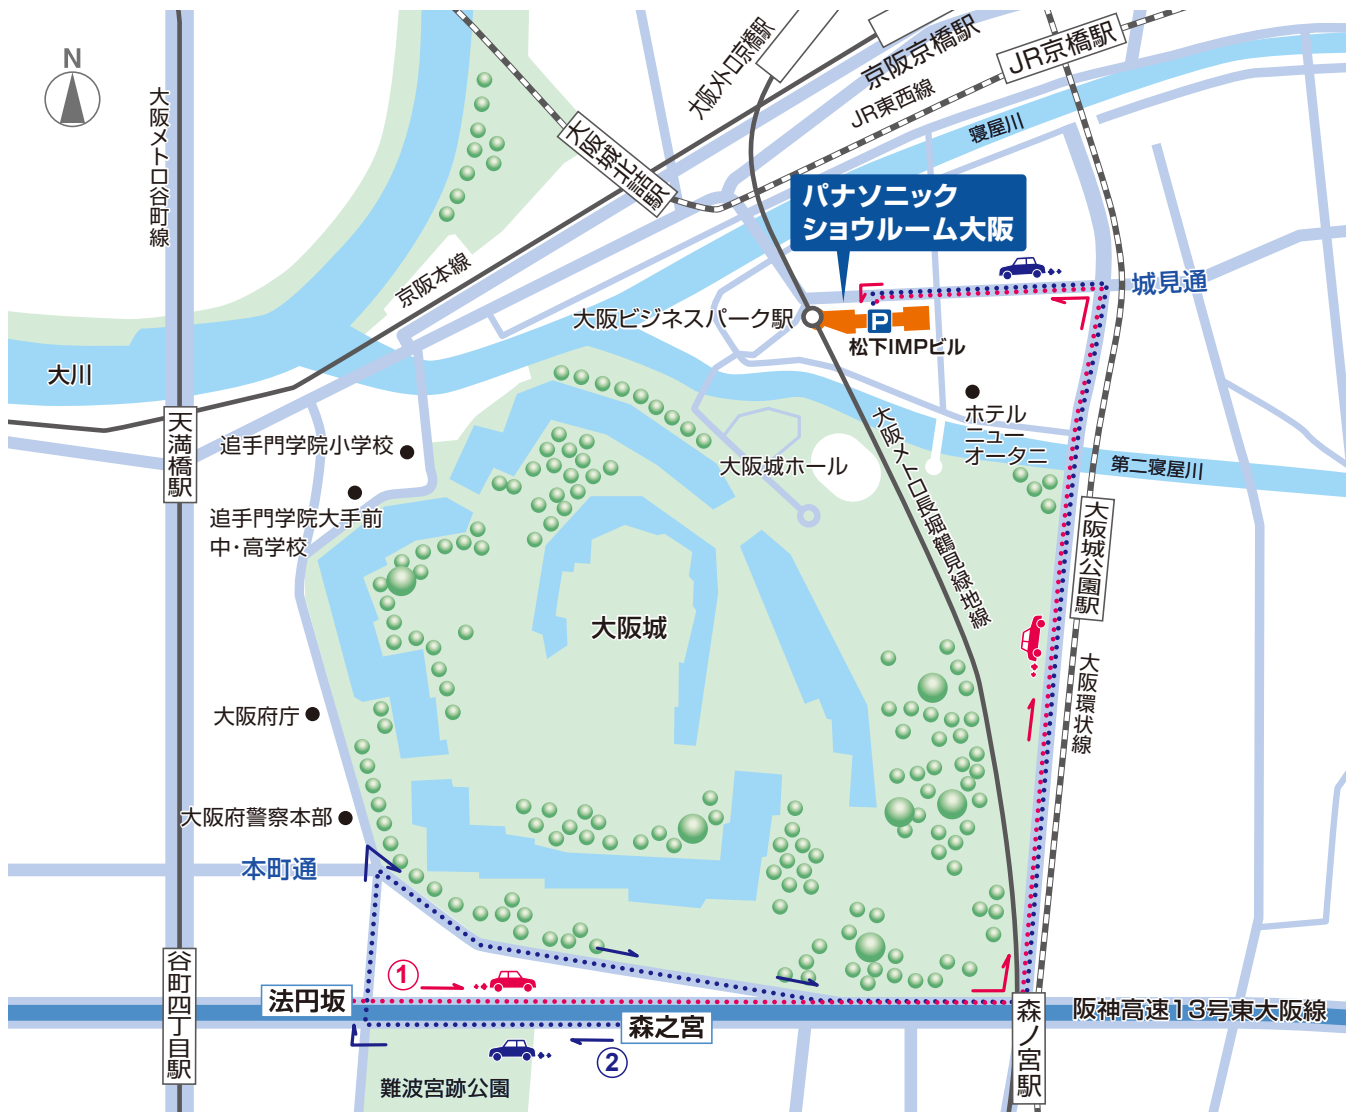 N
大阪メトロ谷町線
大阪メトロ京橋駅
京阪京橋駅
JR京橋駅
JR東西線
寝屋川
大阪城北詰駅
パナソニック
ショウルーム大阪
京阪本線
城見通
大阪ビジネスパーク駅
P
松下IMPビル
大川
ホテル
ニュー
オータニ
天満橋駅
追手門学院小学校
大阪城ホール
第二寝屋川
追手門学院大手前
中・高学校
大阪メトロ長堀鶴見緑地線
大阪城公園駅
大阪城
大阪環状線
大阪府庁
大阪府警察本部
本町通
谷町四丁目駅
①
法円坂
森之宮
②
森ノ宮駅
阪神高速13号東大阪線
難波宮跡公園